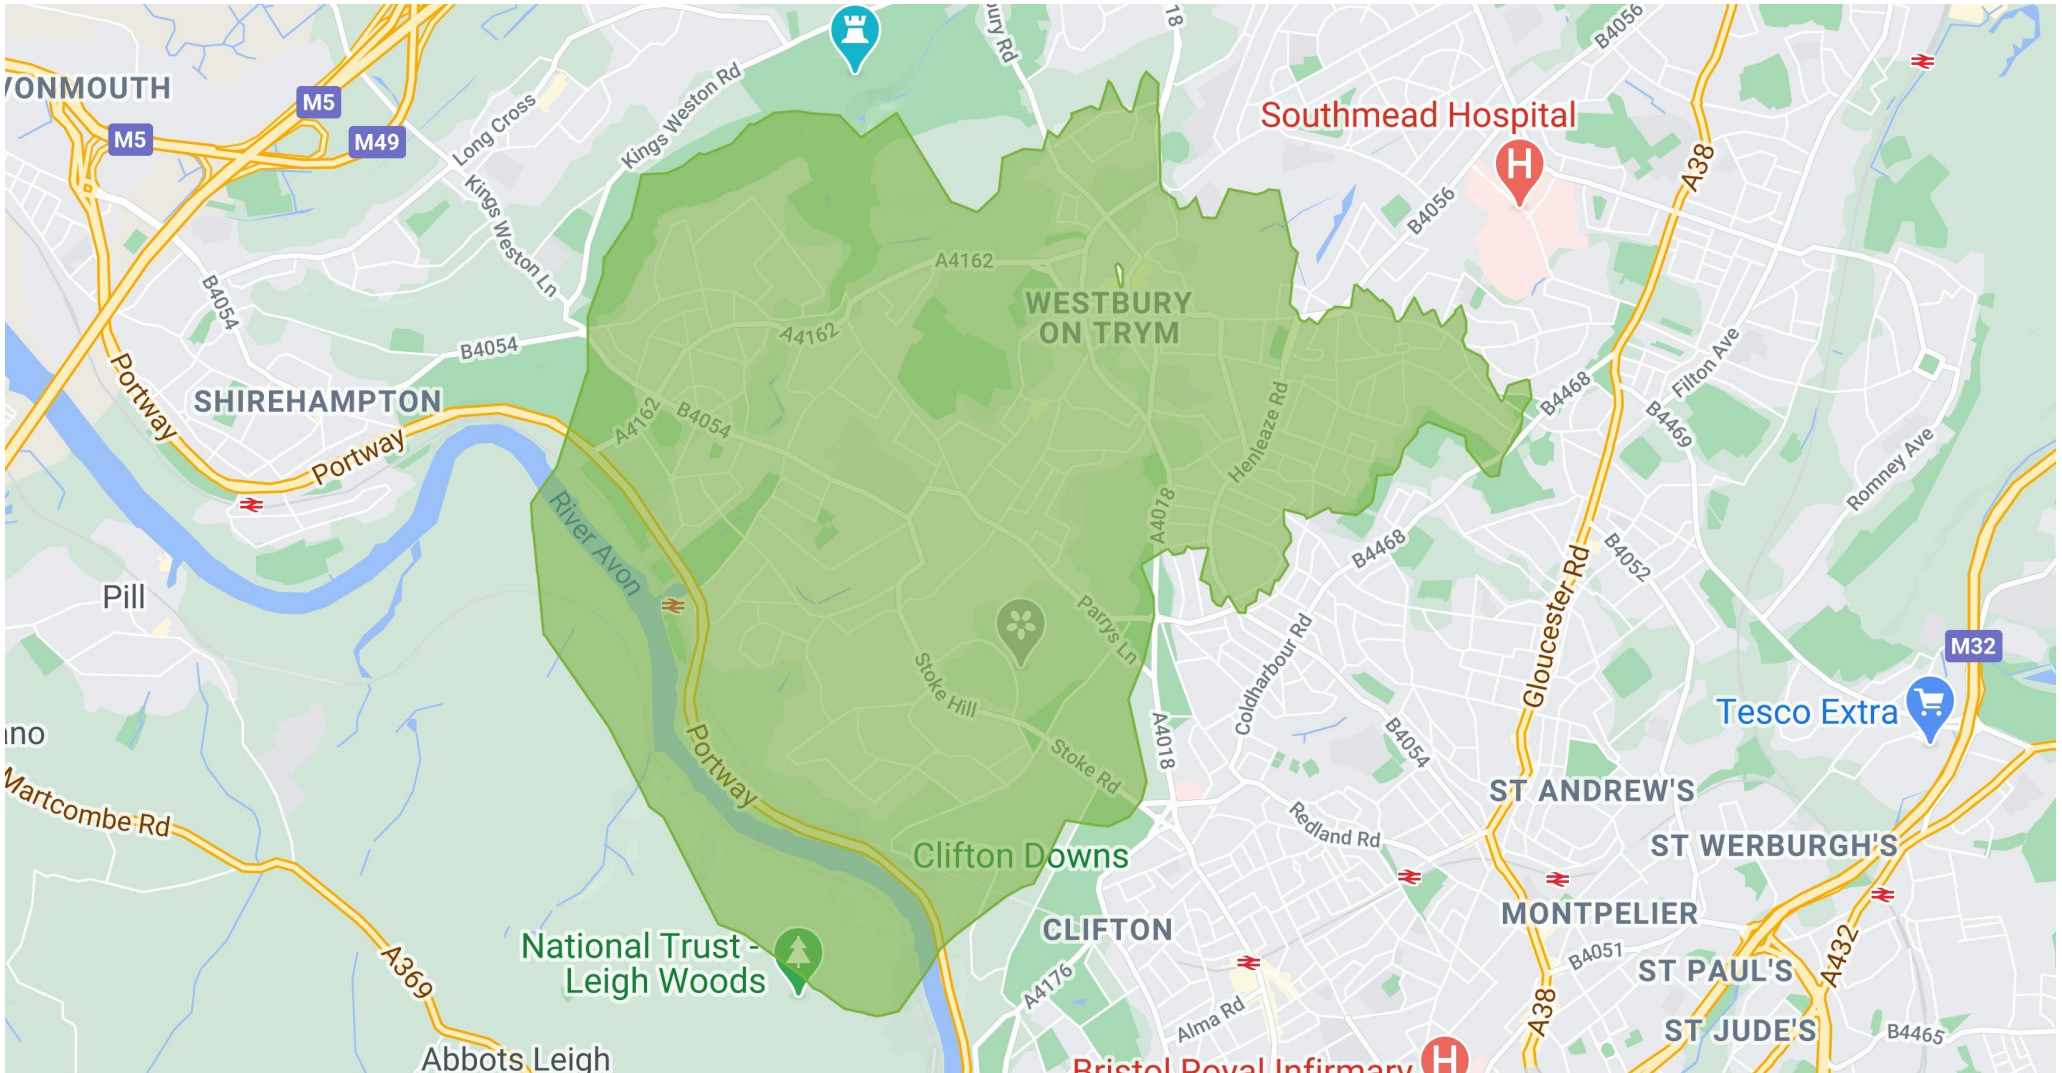 VONMOUTH
M5
M5
M49
Long Cross
Kings Weston Rd
bury Rd
18
B4056
Southmead Hospital
H
A38
B4056
Kings Weston Ln
B4054
B4054
A4162
WESTBURY
ON TRYM
A4162
Portway
SHIREHAMPTON
Portway
A4162
B4054
Henleaze Rd
B4468
Filton Ave
B4469
Romney Ave
River Avon
A4018
B4468
B4052
Gloucester Rd
Pill
Parrys Ln
Stoke Hill
Coldharbour Rd
M32
Tesco Extra
ano
Martcombe Rd
Portway
Stoke Rd
A4018
B4054
Redland Rd
ST ANDREW'S
ST WERBURGH'S
Clifton Downs
CLIFTON
MONTPELIER
B4051
ST PAUL'S
A432
National Trust -
Leigh Woods
A369
A4176
Alma Rd
A38
ST JUDE'S
B4465
Abbots Leigh
Bristol Royal Infirmary
H